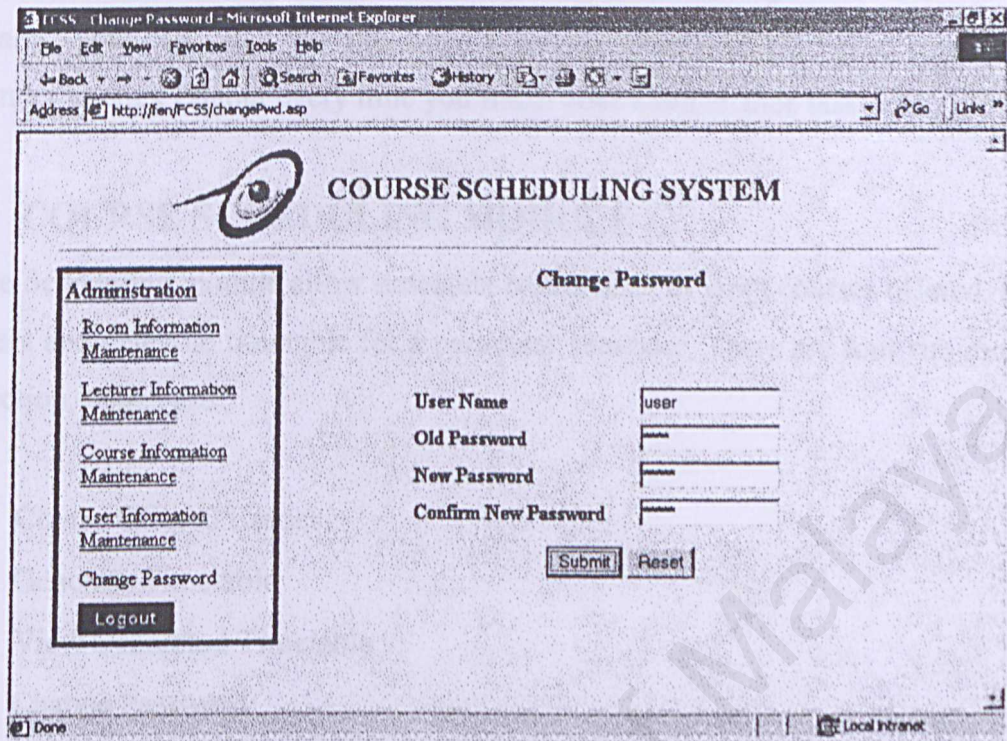 FCSS - Change Password - Microsoft Internet Explorer
File Edit View Favorites Tools Help
Back Search Favorites History
Address http://fen/FCSS/changePwd.asp Go Links »
COURSE SCHEDULING SYSTEM
Administration
Room Information
Maintenance
Lecturer Information
Maintenance
Course Information
Maintenance
User Information
Maintenance
Change Password
Logout
Change Password
User Name user
Old Password
New Password
Confirm New Password
Submit Reset
Done Local intranet
Malaya